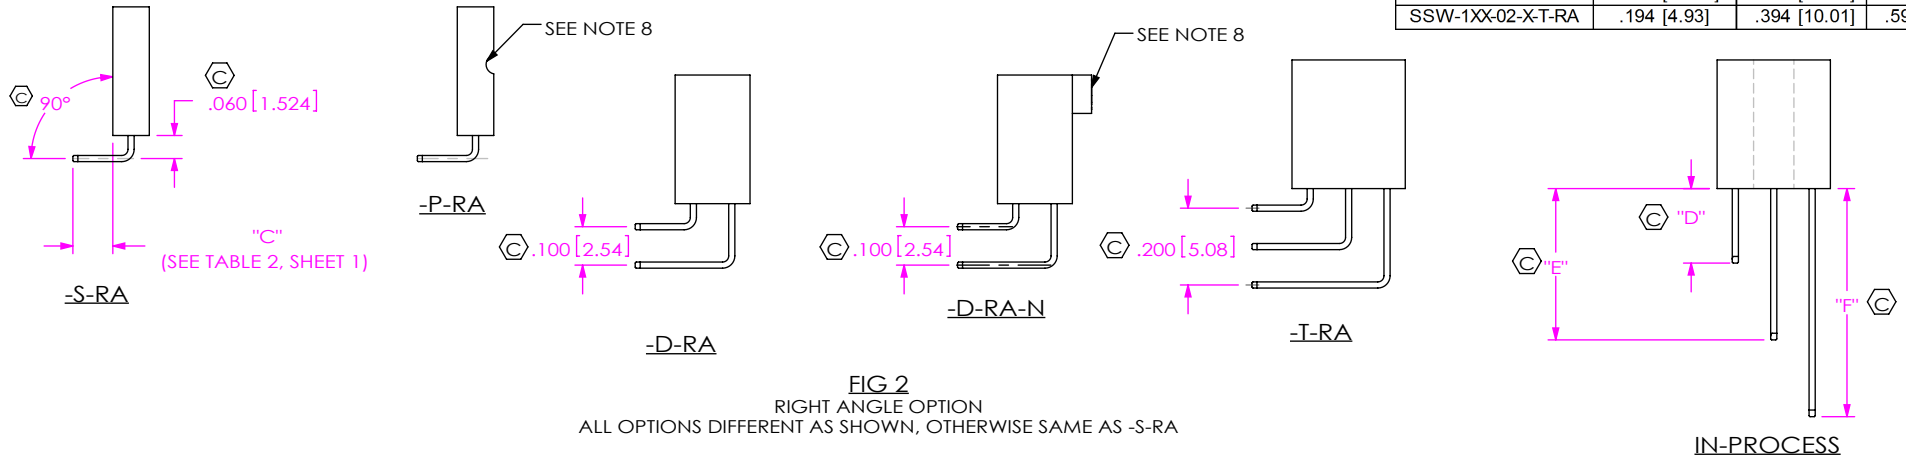 SSW-1XX-02-X-T-RA .194 [4.93] .394 [10.01]
SEE NOTE 8
SEE NOTE 8
C
C 90°
.060 [1.524]
-P-RA
C "D"
"C"
(SEE TABLE 2, SHEET 1)
C .100 [2.54]
C .100 [2.54]
C .200 [5.08]
C "E"
-S-RA
"F" C
-D-RA-N
-T-RA
-D-RA
FIG 2
RIGHT ANGLE OPTION
ALL OPTIONS DIFFERENT AS SHOWN, OTHERWISE SAME AS -S-RA
IN-PROCESS